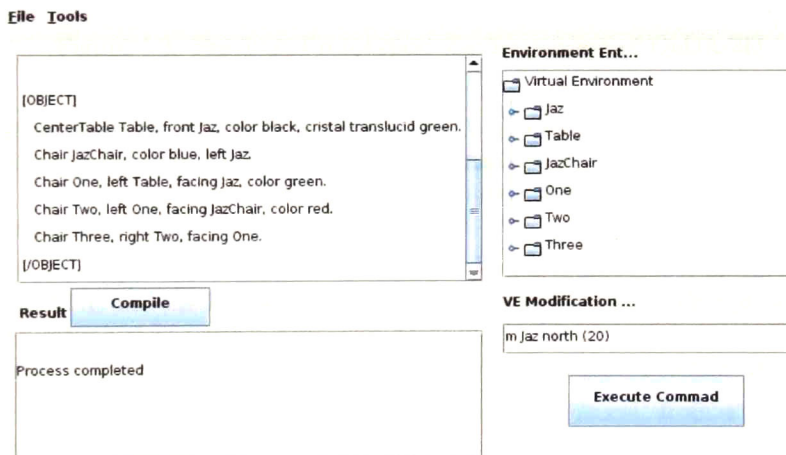 File Tools
[OBJECT]
CenterTable Table, front Jaz, color black, cristal translucid green.
Chair JazChair, color blue, left Jaz.
Chair One, left Table, facing Jaz, color green.
Chair Two, left One, facing JazChair, color red.
Chair Three, right Two, facing One.
[/OBJECT]
Result Compile
Process completed
Environment Ent...
Virtual Environment
Jaz
Table
JazChair
One
Two
Three
VE Modification ...
m Jaz north (20)
Execute Commad